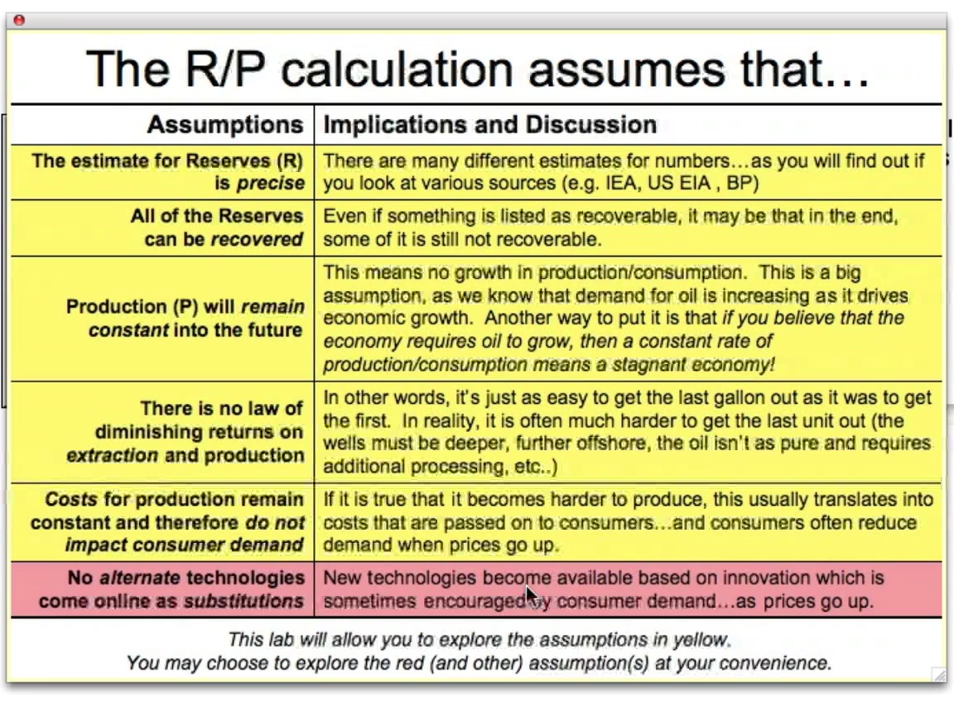 The R/P calculation assumes that…
Assumptions
Implications and Discussion
The estimate for Reserves (R)
is precise
There are many different estimates for numbers…as you will find out if
you look at various sources (e.g. IEA, US EIA , BP)
All of the Reserves
can be recovered
Even if something is listed as recoverable, it may be that in the end,
some of it is still not recoverable.
Production (P) will remain
constant into the future
This means no growth in production/consumption. This is a big
assumption, as we know that demand for oil is increasing as it drives
economic growth. Another way to put it is that if you believe that the
economy requires oil to grow, then a constant rate of
production/consumption means a stagnant economy!
There is no law of
diminishing returns on
extraction and production
In other words, it's just as easy to get the last gallon out as it was to get
the first. In reality, it is often much harder to get the last unit out (the
wells must be deeper, further offshore, the oil isn't as pure and requires
additional processing, etc..)
Costs for production remain
constant and therefore do not
impact consumer demand
If it is true that it becomes harder to produce, this usually translates into
costs that are passed on to consumers…and consumers often reduce
demand when prices go up.
No alternate technologies
come online as substitutions
New technologies become available based on innovation which is
sometimes encouraged by consumer demand…as prices go up.
This lab will allow you to explore the assumptions in yellow.
You may choose to explore the red (and other) assumption(s) at your convenience.